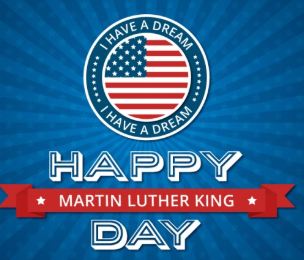 I HAVE A DREAM
I HAVE A DREAM
HAPPY
MARTIN LUTHER KING
DAY